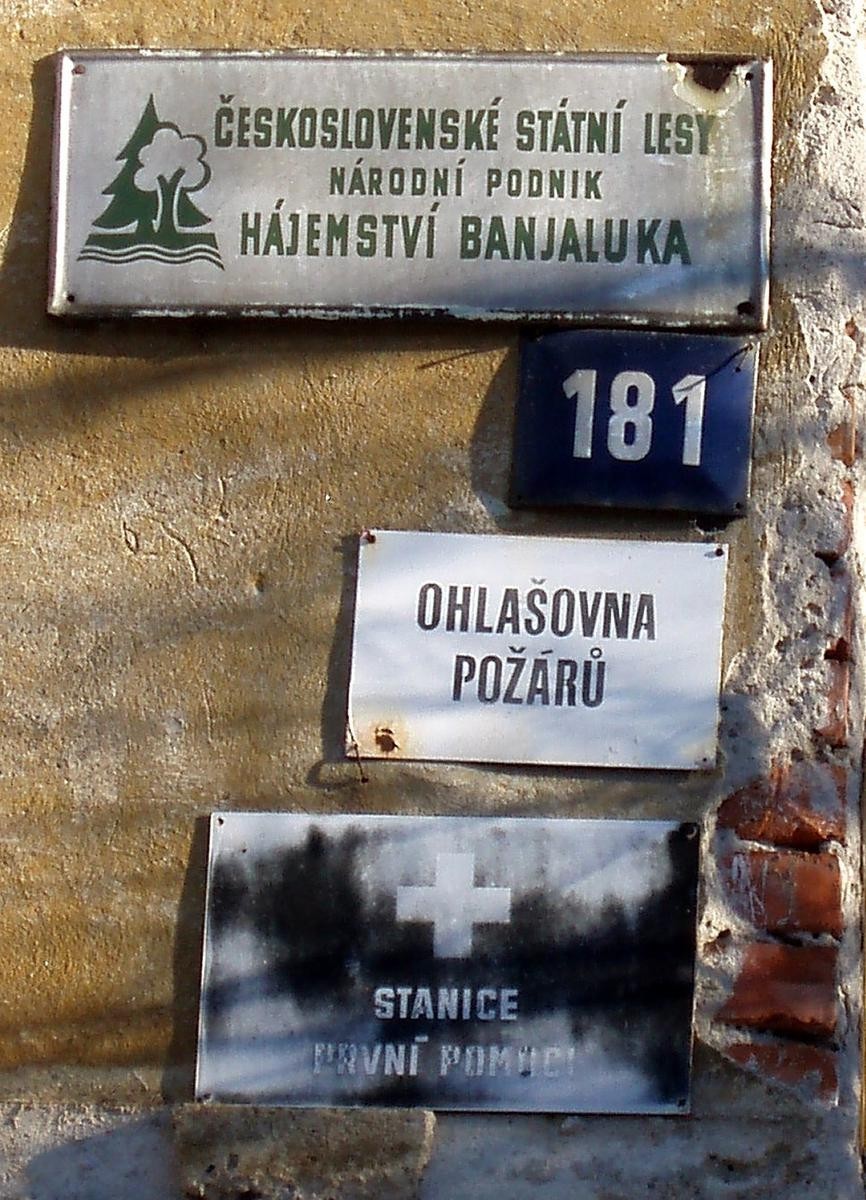 ČESKOSLOVENSKÉ STÁTNÍ LESY
NÁRODNÍ PODNIK
HÁJEMSTVÍ BANJALUKA
181
OHLAŠOVNA
POŽÁRŮ
STANICE
PRVNÍ POMOCI